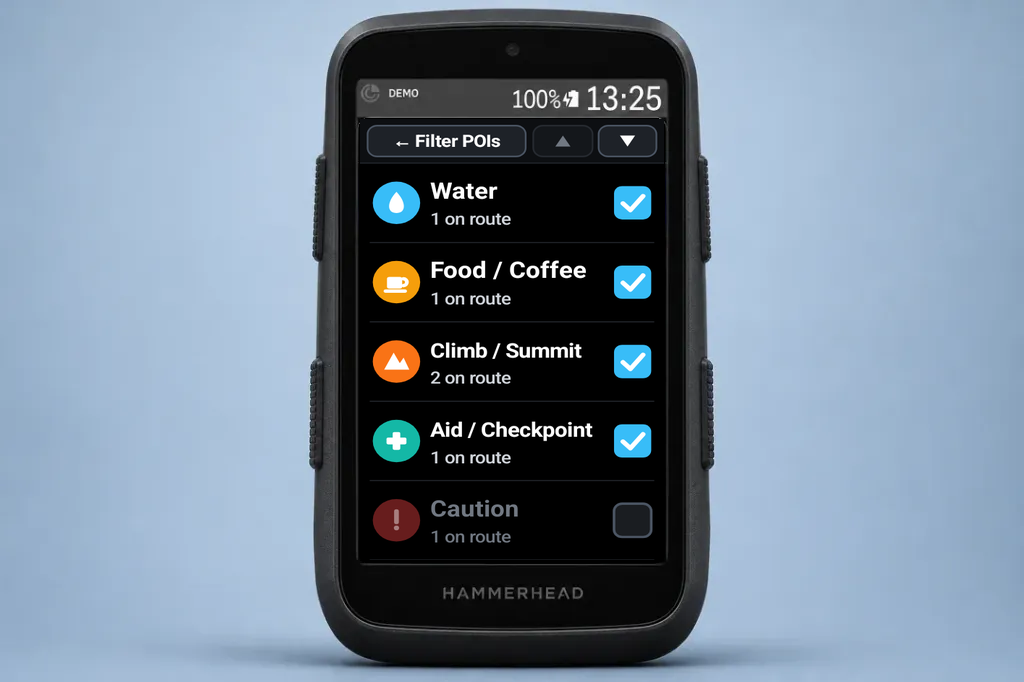 DEMO 100% 13:25
← Filter POIs
Water
1 on route
Food / Coffee
1 on route
Climb / Summit
2 on route
Aid / Checkpoint
1 on route
Caution
1 on route
HAMMERHEAD